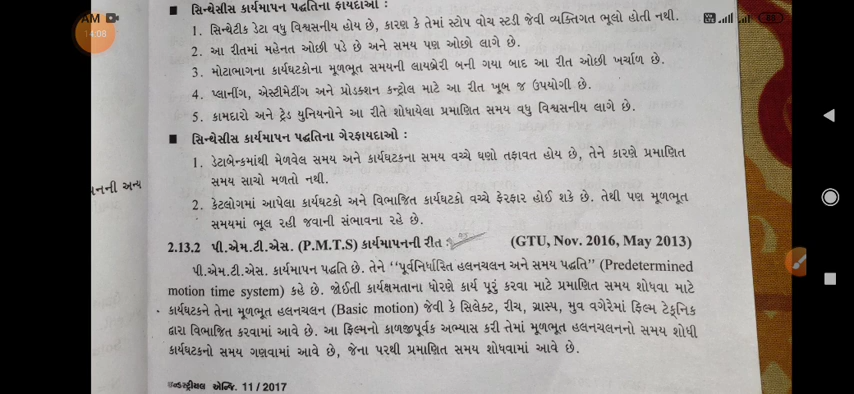 AM
14:08
■ સિન્થેસીસ કાર્યમાપન પદ્ધતિના ફાયદાઓ :
1. સિન્થેટીક ડેટા વધુ વિશ્વસનીય હોય છે, કારણ કે તેમાં સ્ટોપ વોચ સ્ટડી જેવી વ્યક્તિગત ભૂલો હોતી નથી.
2. આ રીતમાં મહેનત ઓછી પડે છે અને સમય પણ ઓછો લાગે છે.
3. મોટાભાગના કાર્યઘટકોના મૂળભૂત સમયની લાયબ્રેરી બની ગયા બાદ આ રીત ઓછી ખર્ચાળ છે.
4. પ્લાનીંગ, એસ્ટીમેટીંગ અને પ્રોડક્શન કન્ટ્રોલ માટે આ રીત ખૂબ જ ઉપયોગી છે.
5. કામદારો અને ટ્રેડ યુનિયનોને આ રીતે શોધાયેલા પ્રમાણિત સમય વધુ વિશ્વસનીય લાગે છે.
■ સિન્થેસીસ કાર્યમાપન પદ્ધતિના ગેરફાયદાઓ :
1. ડેટાબેન્કમાંથી મેળવેલ સમય અને કાર્યઘટકના સમય વચ્ચે ઘણો તફાવત હોય છે, તેને કારણે પ્રમાણિત
સમય સાચો મળતો નથી.
2. કેટલોગમાં આપેલા કાર્યઘટકો અને વિભાજિત કાર્યઘટકો વચ્ચે ફેરફાર હોઈ શકે છે. તેથી પણ મૂળભૂત
સમયમાં ભૂલ રહી જવાની સંભાવના રહે છે.
2.13.2 પી.એમ.ટી.એસ. (P.M.T.S) કાર્યમાપનની રીત : (GTU, Nov. 2016, May 2013)
પી.એમ.ટી.એસ. કાર્યમાપન પદ્ધતિ છે. તેને “પૂર્વનિર્ધારિત હલનચલન અને સમય પદ્ધતિ” (Predetermined
motion time system) કહે છે. જોઈતી કાર્યક્ષમતાના ધોરણે કાર્ય પૂરું કરવા માટે પ્રમાણિત સમય શોધવા માટે
કાર્યઘટકને તેના મૂળભૂત હલનચલન (Basic motion) જેવી કે સિલેક્ટ, રીચ, ગ્રાસ્પ, મુવ વગેરેમાં ફિલ્મ ટેક્નિક
દ્વારા વિભાજિત કરવામાં આવે છે. આ ફિલ્મનો કાળજીપૂર્વક અભ્યાસ કરી તેમાં મૂળભૂત હલનચલનનો સમય શોધી
કાર્યઘટકનો સમય ગણવામાં આવે છે, જેના પરથી પ્રમાણિત સમય શોધવામાં આવે છે.
ઇન્ડસ્ટ્રીયલ એન્જિ. 11 / 2017